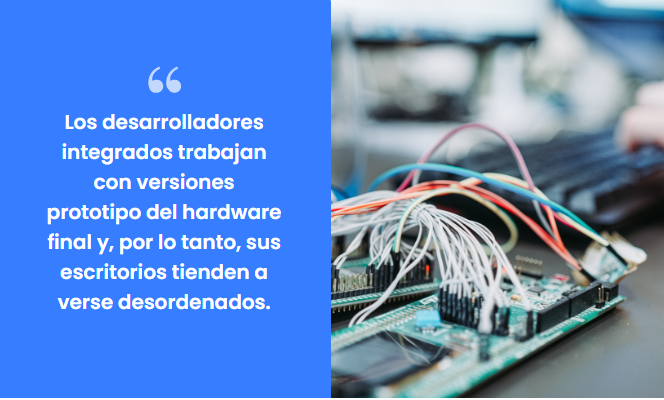 “
Los desarrolladores
integrados trabajan
con versiones
prototipo del hardware
final y, por lo tanto, sus
escritorios tienden a
verse desordenados.